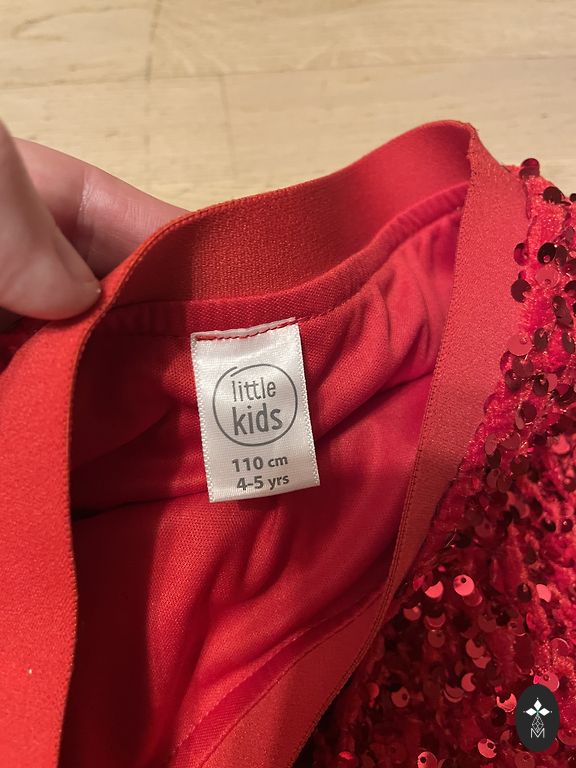 little
kids
110 cm
4-5 yrs
M